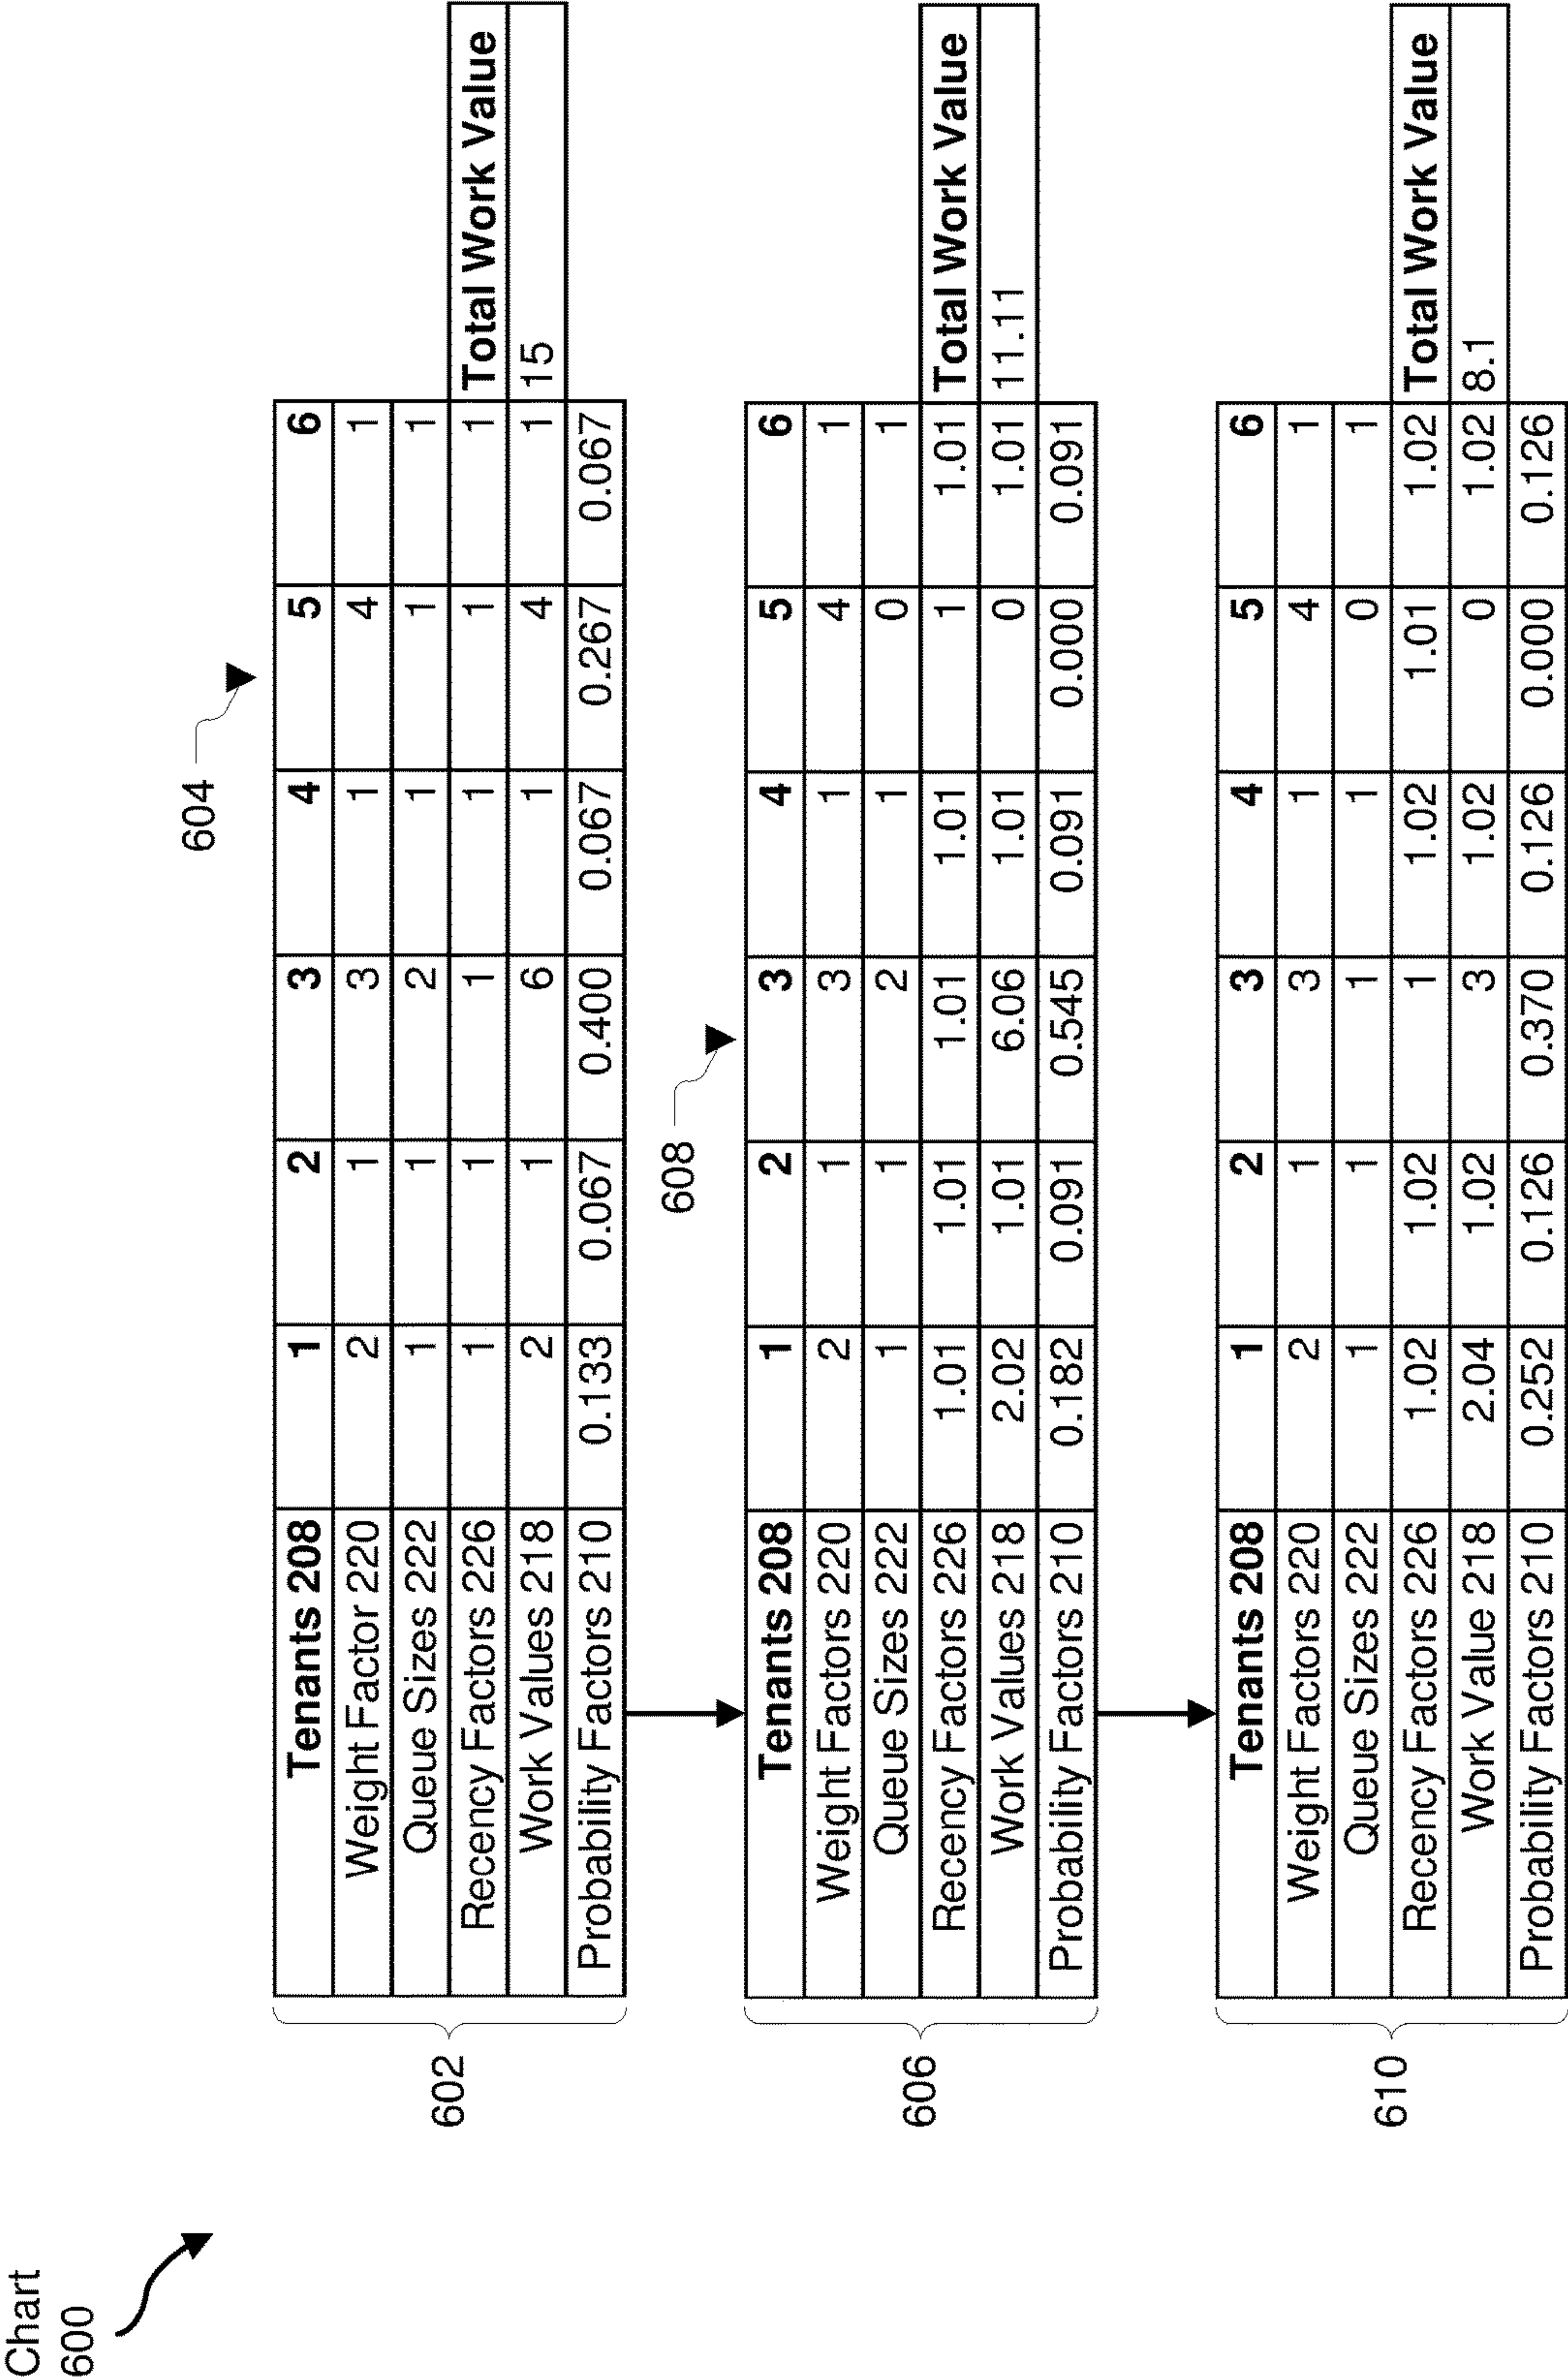 Chart
600
604
602
Tenants 208 1 2 3 4 5 6
Weight Factor 220 2 1 3 1 4 1
Queue Sizes 222 1 1 2 1 1 1
Recency Factors 226 1 1 1 1 1 1 Total Work Value
Work Values 218 2 1 6 1 4 1 15
Probability Factors 210 0.133 0.067 0.400 0.067 0.267 0.067
608
606
Tenants 208 1 2 3 4 5 6
Weight Factors 220 2 1 3 1 4 1
Queue Sizes 222 1 1 2 1 0 1
Recency Factors 226 1.01 1.01 1.01 1.01 1 1.01 Total Work Value
Work Values 218 2.02 1.01 6.06 1.01 0 1.01 11.11
Probability Factors 210 0.182 0.091 0.545 0.091 0.000 0.091
610
Tenants 208 1 2 3 4 5 6
Weight Factors 220 2 1 3 1 4 1
Queue Sizes 222 1 1 1 1 0 1
Recency Factors 226 1.02 1.02 1 1.02 1.01 1.02 Total Work Value
Work Value 218 2.04 1.02 3 1.02 0 1.02 8.1
Probability Factors 210 0.252 0.126 0.370 0.126 0.000 0.126